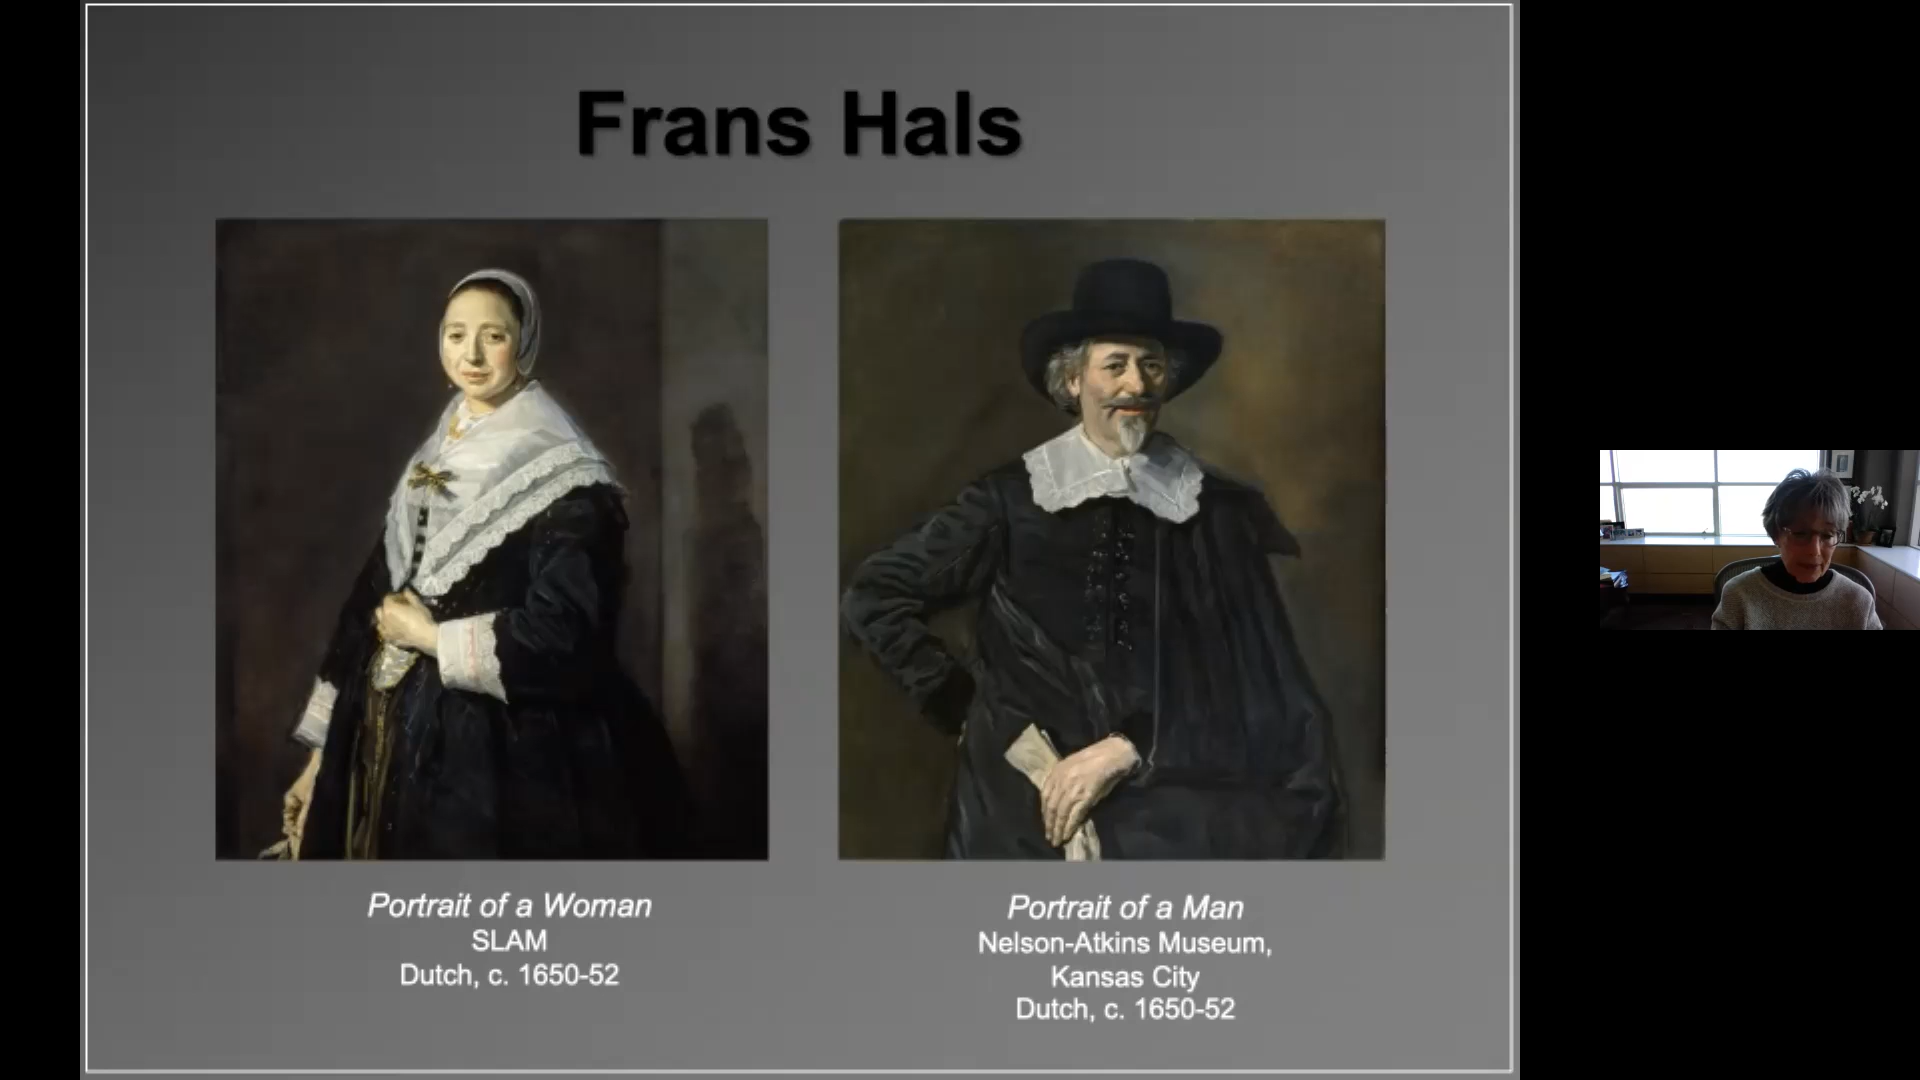 Frans Hals
Portrait of a Woman
SLAM
Dutch, c. 1650-52
Portrait of a Man
Nelson-Atkins Museum,
Kansas City
Dutch, c. 1650-52